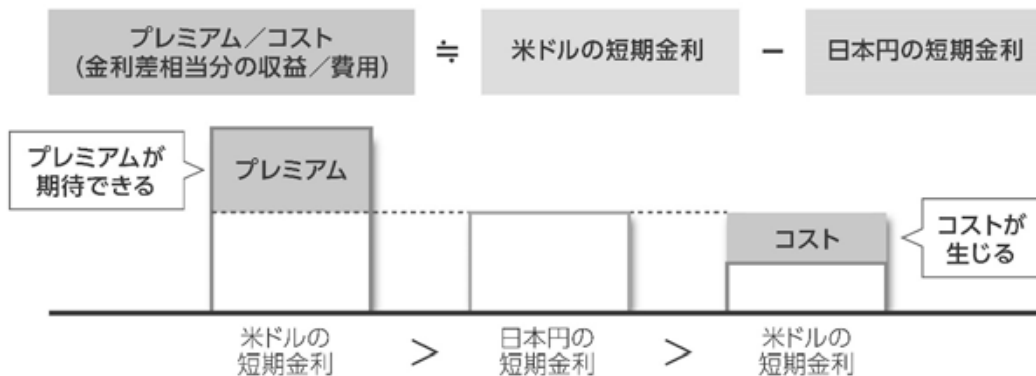 プレミアム／コスト
（金利差相当分の収益／費用）
≒
米ドルの短期金利
−
日本円の短期金利
プレミアムが
期待できる
プレミアム
コスト
コストが
生じる
米ドルの
短期金利
＞
日本円の
短期金利
＞
米ドルの
短期金利